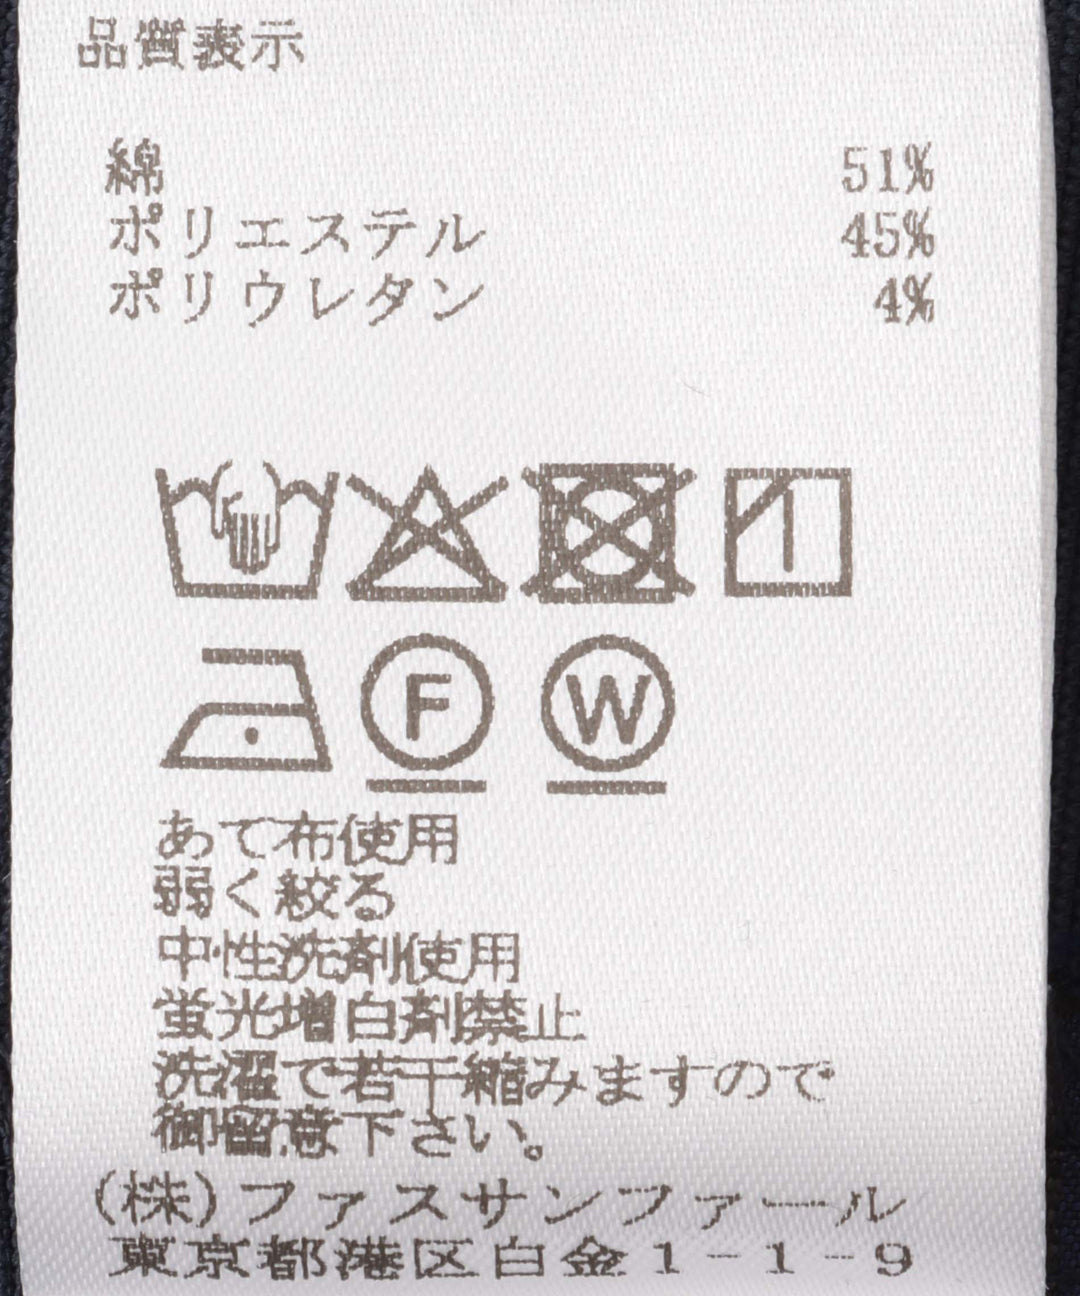 品質表示
綿 51%
ポリエステル 45%
ポリウレタン 4%
F W
あて布使用
弱く絞る
中性洗剤使用
蛍光増白剤禁止
洗濯で若干縮みますので
御留意下さい。
(株)ファスサンファール
東京都港区白金1-1-9